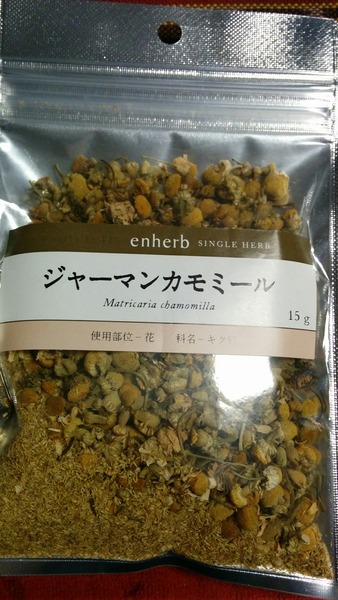 enherb SINGLE HERB
ジャーマンカモミール
Matricaria chamomilla
15g
使用部位－花 科名－キク